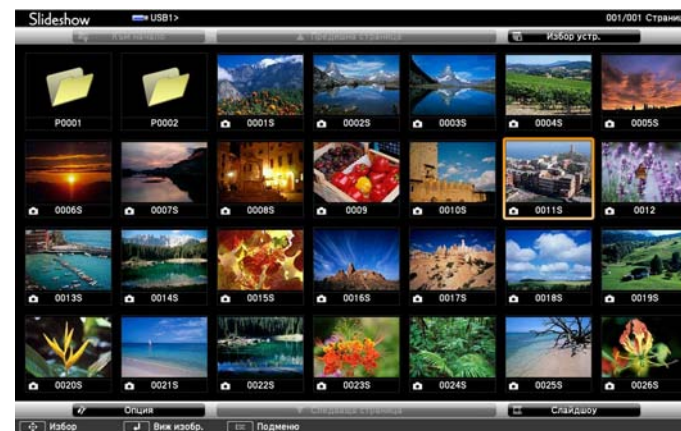 Slideshow USB1> 001/001 Страни
Към начало Предишна страница Избор устр.
P0001 P0002 0001S 0002S 0003S 0004S 0005S
0006S 0007S 0008S 0009 0010S 0011S 0012
0013S 0014S 0015S 0016S 0017S 0018S 0019S
0020S 0021S 0022S 0023S 0024S 0025S 0026S
Опция Следваща страница Слайдшоу
Избор Виж изобр. Подменю